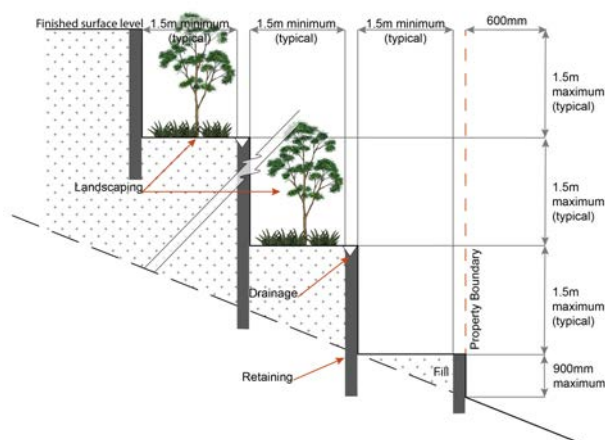 Finished surface level
1.5m minimum
(typical)
1.5m minimum
(typical)
1.5m minimum
(typical)
600mm
1.5m
maximum
(typical)
Landscaping
1.5m
maximum
(typical)
Drainage
Property Boundary
1.5m
maximum
(typical)
Retaining
Fill
900mm
maximum